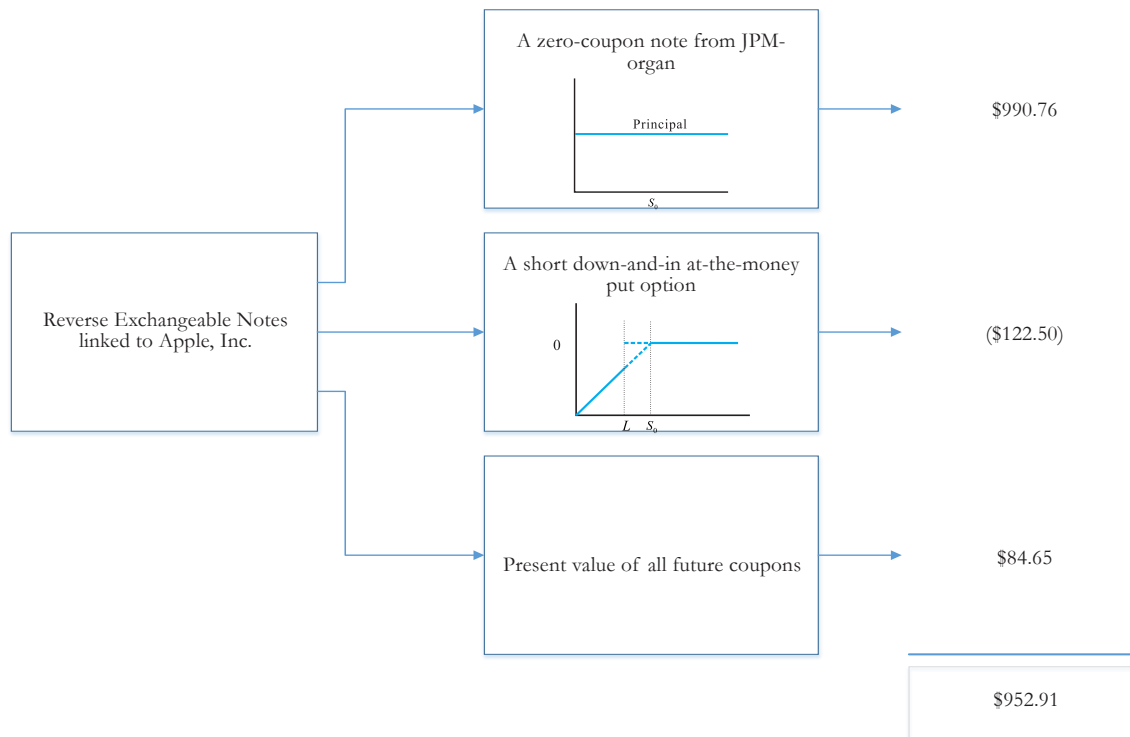 A zero-coupon note from JPM-
organ
Principal
S₀
$990.76
Reverse Exchangeable Notes
linked to Apple, Inc.
A short down-and-in at-the-money
put option
0
L S₀
($122.50)
Present value of all future coupons
$84.65
$952.91